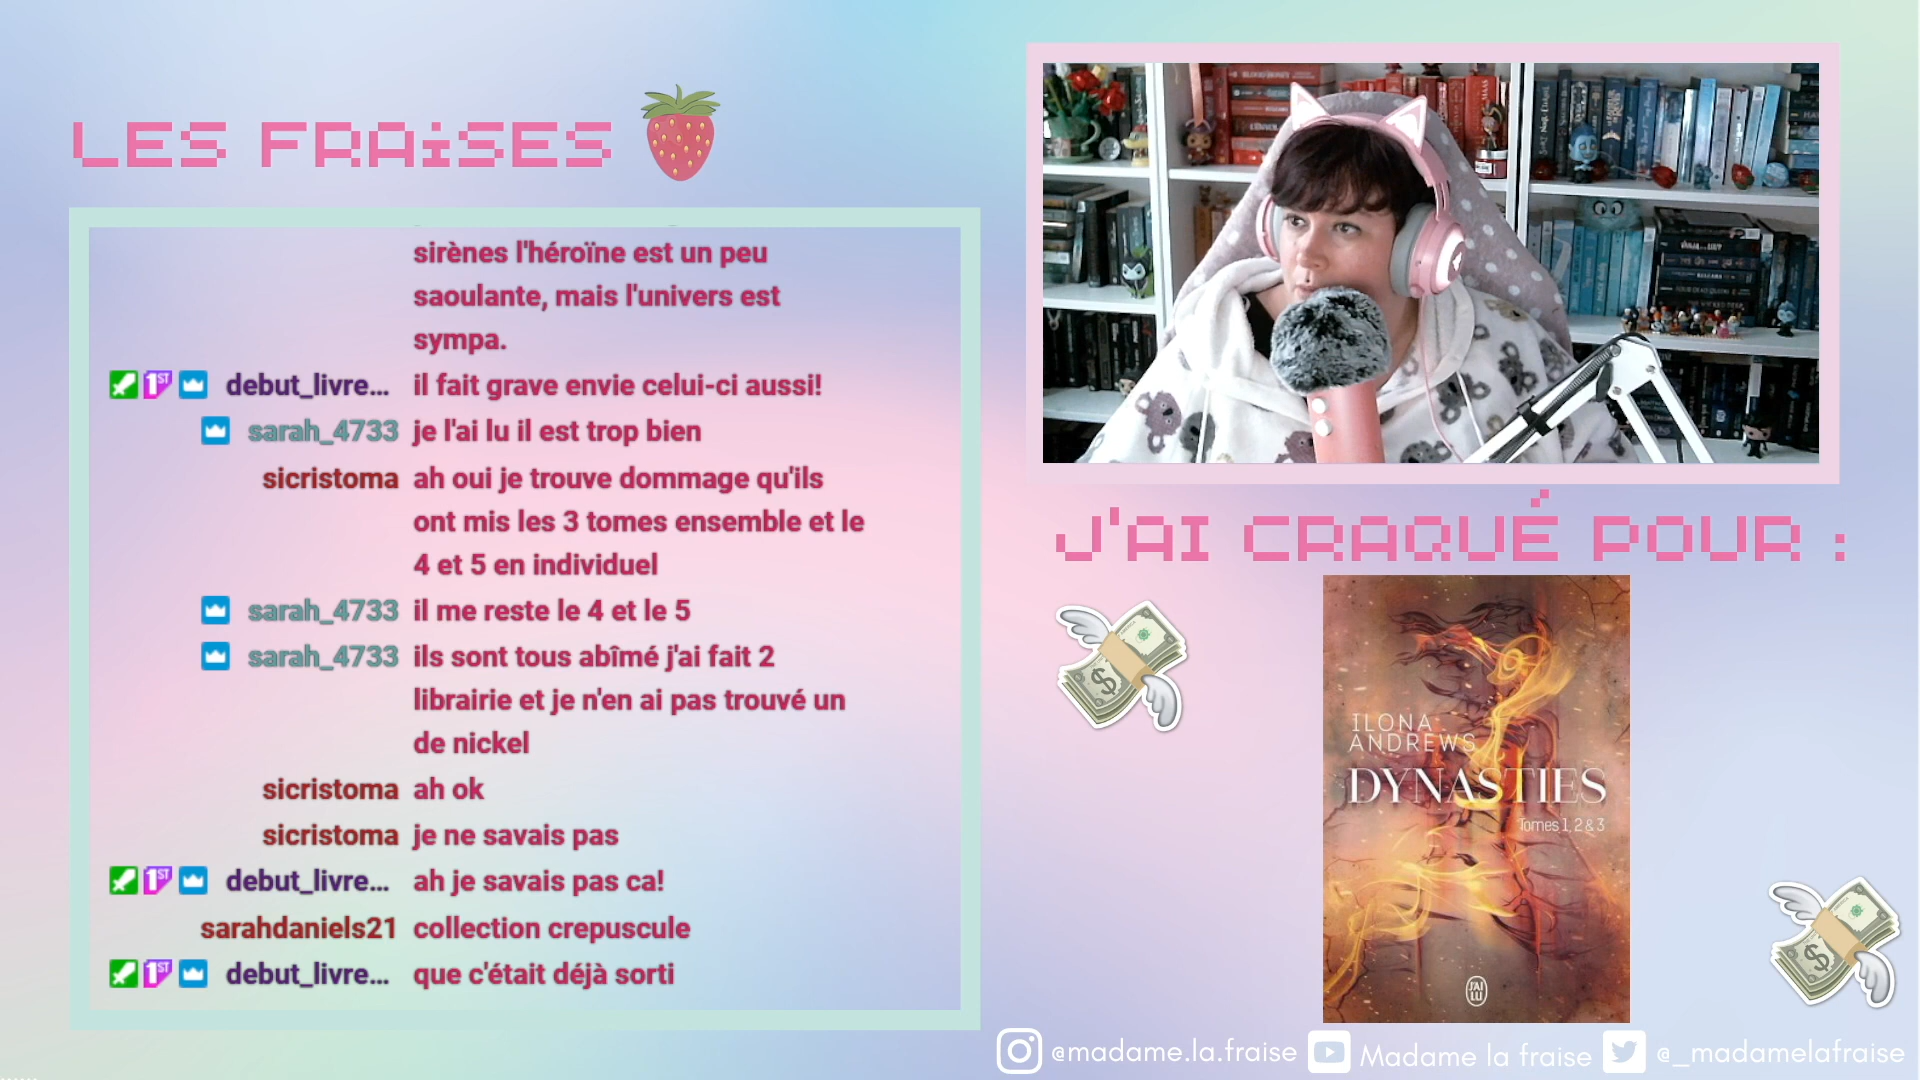 LES FRAiSES
sirènes l'héroïne est un peu
saoulante, mais l'univers est
sympa.
1ST debut_livre... il fait grave envie celui-ci aussi!
sarah_4733 je l'ai lu il est trop bien
sicristoma ah oui je trouve dommage qu'ils
ont mis les 3 tomes ensemble et le
4 et 5 en individuel
sarah_4733 il me reste le 4 et le 5
sarah_4733 ils sont tous abîmé j'ai fait 2
librairie et je n'en ai pas trouvé un
de nickel
sicristoma ah ok
sicristoma je ne savais pas
1ST debut_livre... ah je savais pas ca!
sarahdaniels21 collection crepuscule
1ST debut_livre... que c'était déjà sorti
J'AI CRAQUÉ POUR :
ILONA
ANDREWS
DYNASTIES
Tomes 1, 2 & 3
J'AI
LU
@madame.la.fraise Madame la fraise @_madamelafraise